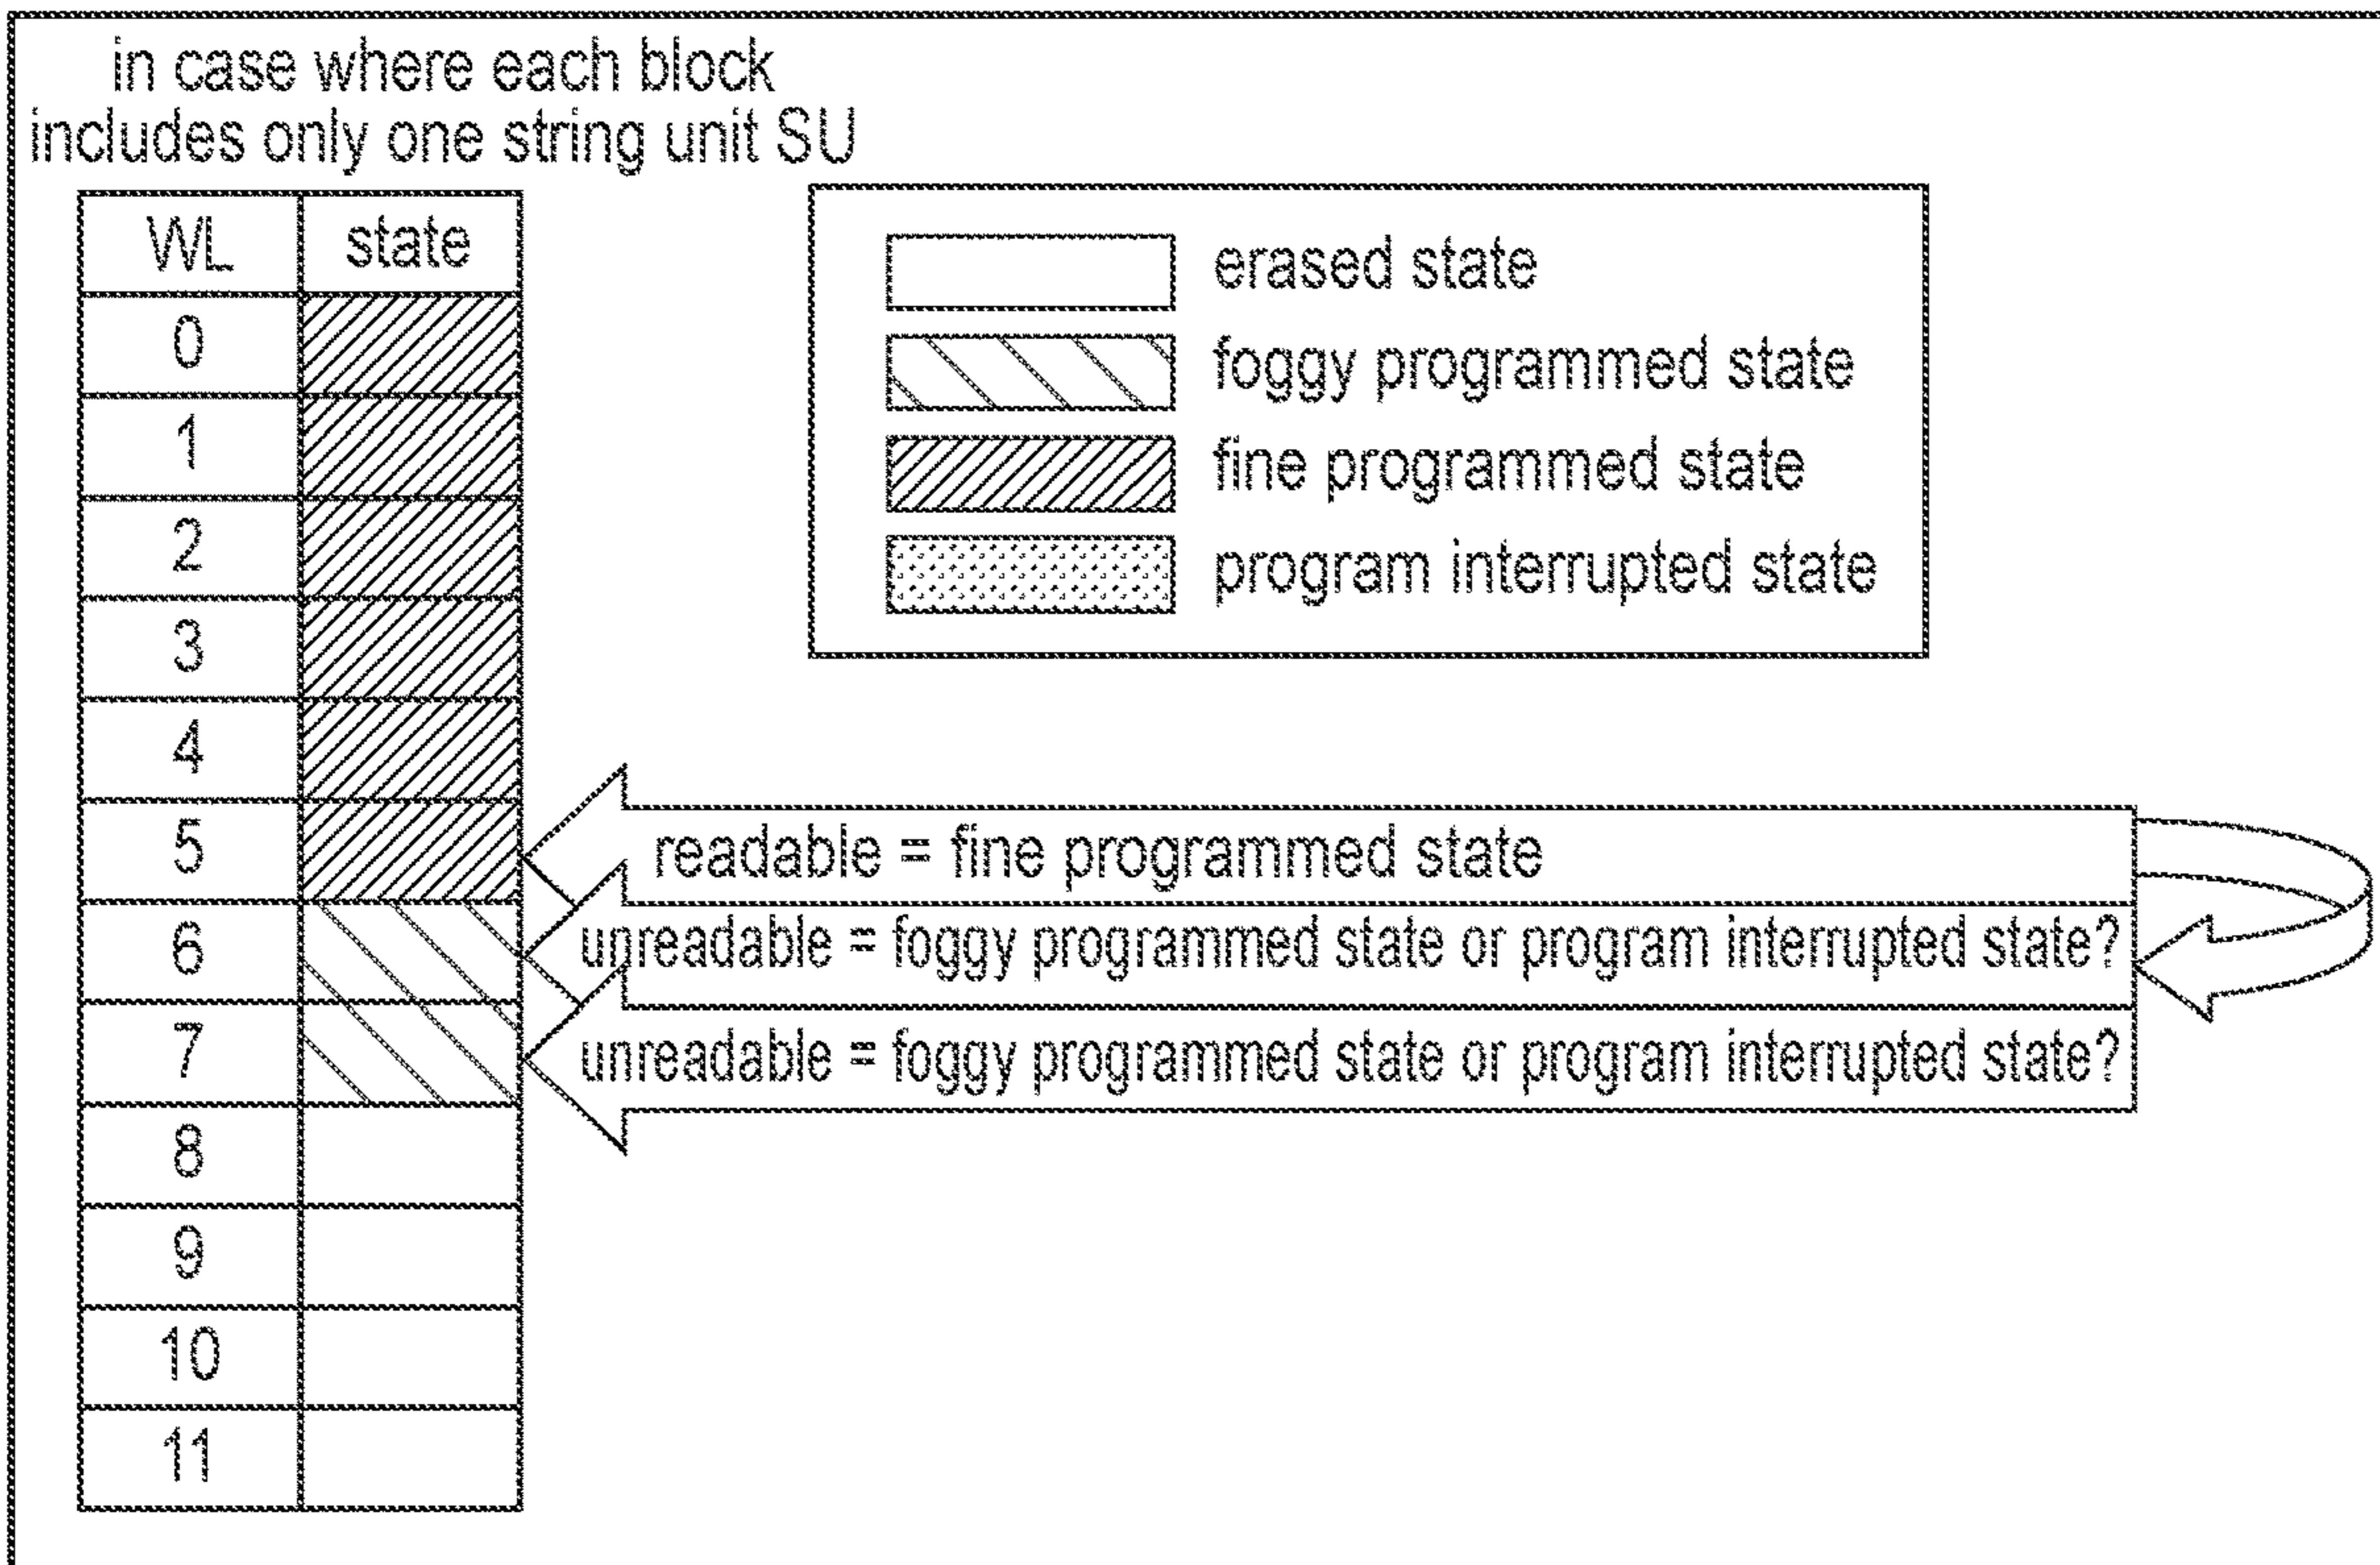 in case where each block
includes only one string unit SU
WL state
0
1
2
3
4
5
6
7
8
9
10
11
erased state
foggy programmed state
fine programmed state
program interrupted state
readable = fine programmed state
unreadable = foggy programmed state or program interrupted state?
unreadable = foggy programmed state or program interrupted state?